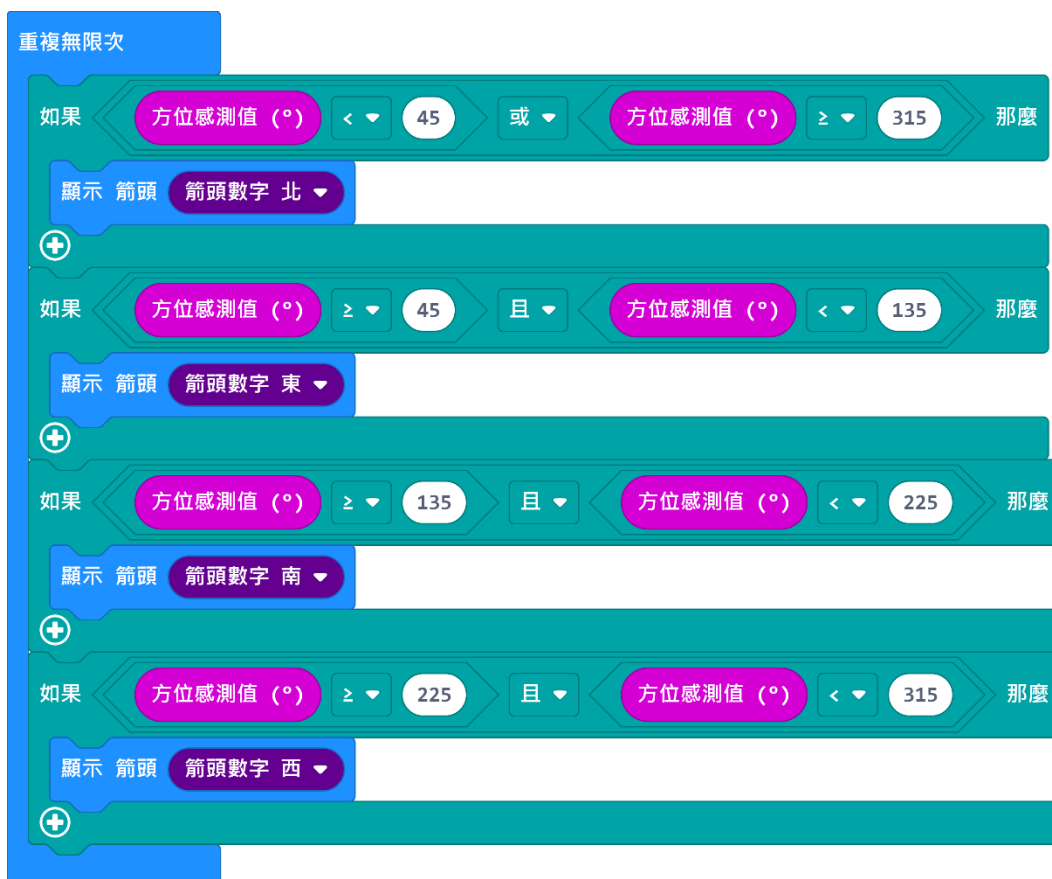 重複無限次
如果 方位感測值 (°) < 45 或 方位感測值 (°) ≥ 315 那麼
顯示 箭頭 箭頭數字 北
如果 方位感測值 (°) ≥ 45 且 方位感測值 (°) < 135 那麼
顯示 箭頭 箭頭數字 東
如果 方位感測值 (°) ≥ 135 且 方位感測值 (°) < 225 那麼
顯示 箭頭 箭頭數字 南
如果 方位感測值 (°) ≥ 225 且 方位感測值 (°) < 315 那麼
顯示 箭頭 箭頭數字 西